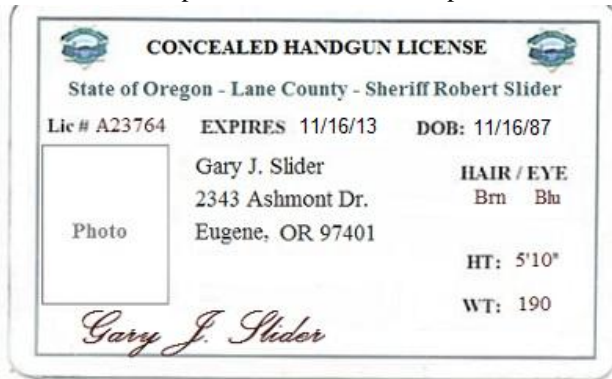 CONCEALED HANDGUN LICENSE
State of Oregon - Lane County - Sheriff Robert Slider
Lic # A23764 EXPIRES 11/16/13 DOB: 11/16/87
Gary J. Slider
2343 Ashmont Dr.
Eugene, OR 97401
HAIR / EYE
Brn Blu
Photo
HT: 5'10"
WT: 190
Gary J. Slider